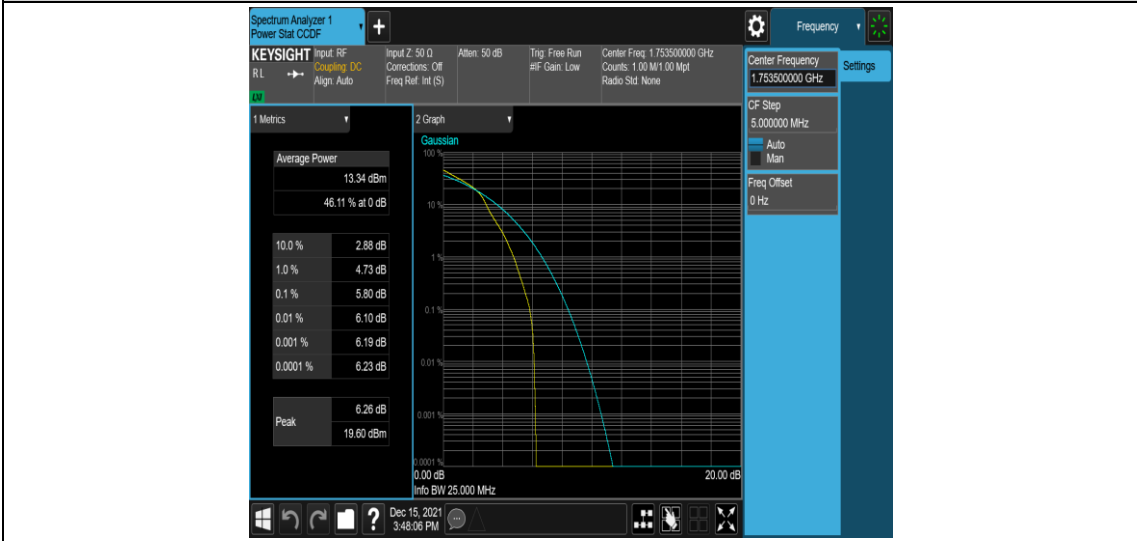 Spectrum Analyzer 1
Power Stat CCDF
+
Frequency
KEYSIGHT
RL
LM
Input: RF
Coupling: DC
Align: Auto
Input Z: 50 Ω
Corrections: Off
Freq Ref: Int (S)
Atten: 50 dB
Trig: Free Run
#IF Gain: Low
Center Freq: 1.753500000 GHz
Counts: 1.00 M/1.00 Mpt
Radio Std: None
Center Frequency
1.753500000 GHz
Settings
CF Step
5.000000 MHz
Auto
Man
Freq Offset
0 Hz
1 Metrics
Average Power
13.34 dBm
46.11 % at 0 dB
10.0 % 2.88 dB
1.0 % 4.73 dB
0.1 % 5.80 dB
0.01 % 6.10 dB
0.001 % 6.19 dB
0.0001 % 6.23 dB
Peak
6.26 dB
19.60 dBm
2 Graph
Gaussian
100 %
10 %
1 %
0.1 %
0.01 %
0.001 %
0.0001 %
0.00 dB 20.00 dB
Info BW 25.000 MHz
?
Dec 15, 2021
3:48:06 PM